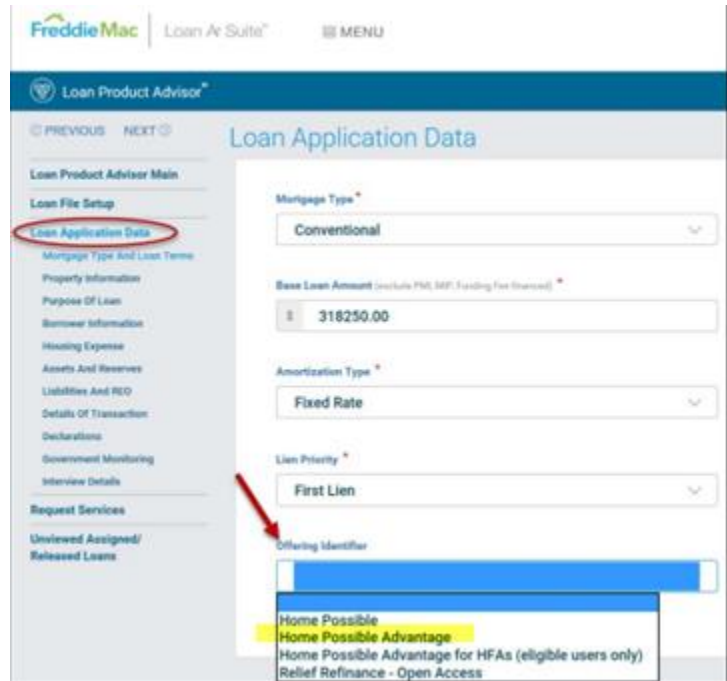 FreddieMac
Loan Ar Suite
MENU
Loan Product Advisor
PREVIOUS NEXT
Loan Application Data
Loan Product Advisor Main
Loan File Setup
Loan Application Data
Mortgage Type And Loan Terms
Property Information
Purpose Of Loan
Borrower Information
Housing Expense
Assets And Reserves
Liabilities And REO
Details Of Transaction
Declarations
Government Monitoring
Interview Details
Request Services
Unviewed Assigned/
Released Loans
Mortgage Type *
Conventional
Base Loan Amount (exclude PMI, MIP, Funding Fee financed) *
$ 318250.00
Amortization Type *
Fixed Rate
Lien Priority *
First Lien
Offering Identifier
Home Possible
Home Possible Advantage
Home Possible Advantage for HFAs (eligible users only)
Relief Refinance - Open Access